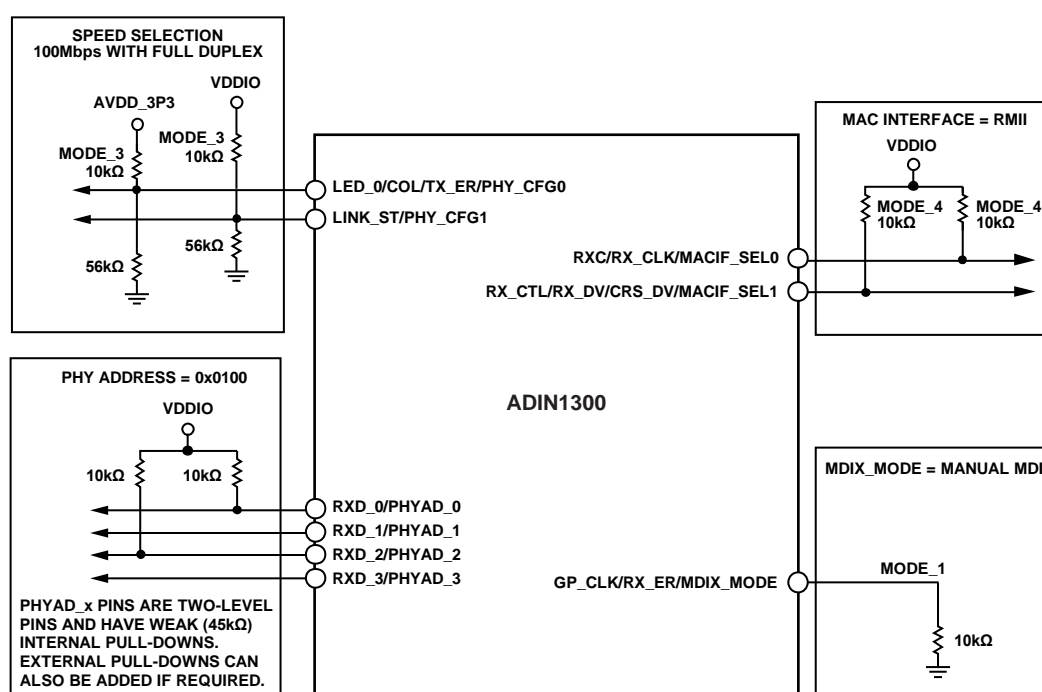 SPEED SELECTION
100Mbps WITH FULL DUPLEX
VDDIO
AVDD_3P3
MODE_3
10kΩ
MODE_3
10kΩ
56kΩ
56kΩ
LED_0/COL/TX_ER/PHY_CFG0
LINK_ST/PHY_CFG1
MAC INTERFACE = RMII
VDDIO
MODE_4
10kΩ
MODE_4
10kΩ
RXC/RX_CLK/MACIF_SEL0
RX_CTL/RX_DV/CRS_DV/MACIF_SEL1
PHY ADDRESS = 0x0100
VDDIO
10kΩ
10kΩ
RXD_0/PHYAD_0
RXD_1/PHYAD_1
RXD_2/PHYAD_2
RXD_3/PHYAD_3
PHYAD_x PINS ARE TWO-LEVEL
PINS AND HAVE WEAK (45kΩ)
INTERNAL PULL-DOWNS.
EXTERNAL PULL-DOWNS CAN
ALSO BE ADDED IF REQUIRED.
ADIN1300
MDIX_MODE = MANUAL MDI
GP_CLK/RX_ER/MDIX_MODE
MODE_1
10kΩ